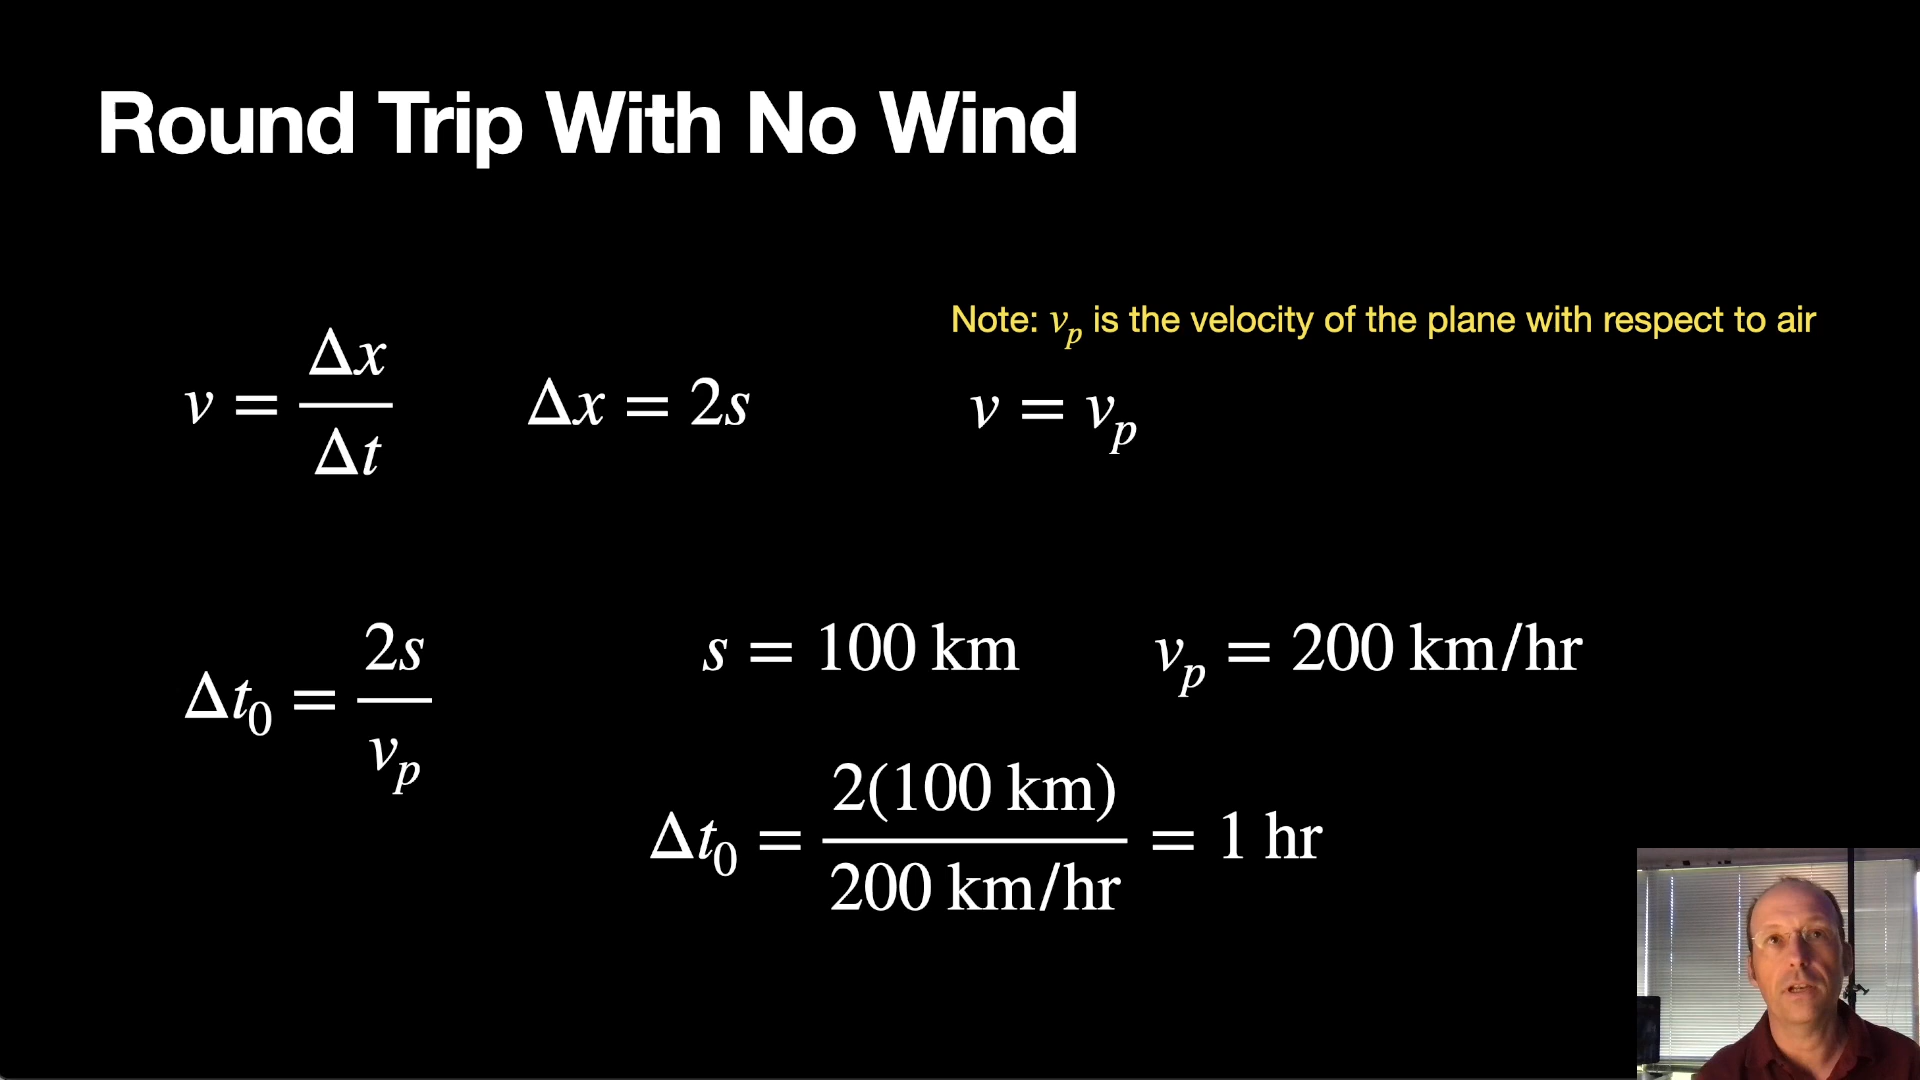 Round Trip With No Wind
Note: v_p is the velocity of the plane with respect to air
v = Δx/Δt
Δx = 2s
v = v_p
Δt_0 = 2s/v_p
s = 100 km
v_p = 200 km/hr
Δt_0 = 2(100 km)/200 km/hr = 1 hr